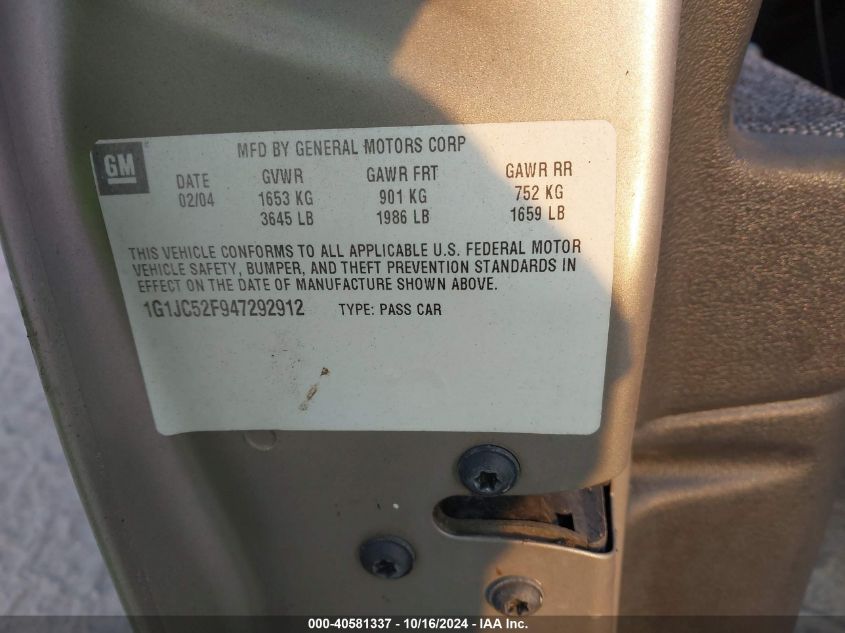 GM
MFD BY GENERAL MOTORS CORP
DATE GVWR GAWR FRT GAWR RR
02/04 1653 KG 901 KG 752 KG
3645 LB 1986 LB 1659 LB
THIS VEHICLE CONFORMS TO ALL APPLICABLE U.S. FEDERAL MOTOR
VEHICLE SAFETY, BUMPER, AND THEFT PREVENTION STANDARDS IN
EFFECT ON THE DATE OF MANUFACTURE SHOWN ABOVE.
1G1JC52F947292912 TYPE: PASS CAR
000-40581337 - 10/16/2024 - IAA Inc.